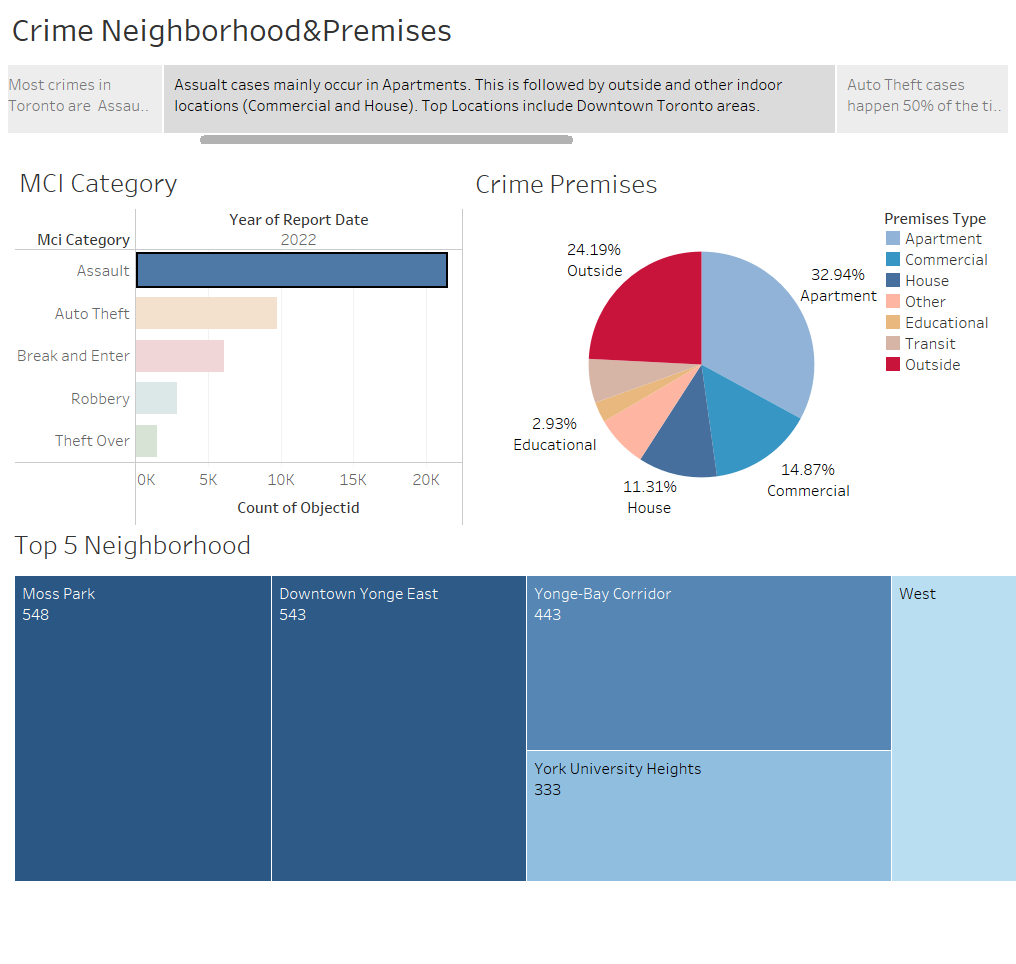 Crime Neighborhood&Premises
Most crimes in
Toronto are Assau..
Assualt cases mainly occur in Apartments. This is followed by outside and other indoor
locations (Commercial and House). Top Locations include Downtown Toronto areas.
Auto Theft cases
happen 50% of the ti..
MCI Category
Year of Report Date
Mci Category
2022
Assault
Auto Theft
Break and Enter
Robbery
Theft Over
0K
5K
10K
15K
20K
Count of Objectid
Crime Premises
24.19%
Outside
32.94%
Apartment
2.93%
Educational
11.31%
House
14.87%
Commercial
Premises Type
Apartment
Commercial
House
Other
Educational
Transit
Outside
Top 5 Neighborhood
Moss Park
548
Downtown Yonge East
543
Yonge-Bay Corridor
443
York University Heights
333
West